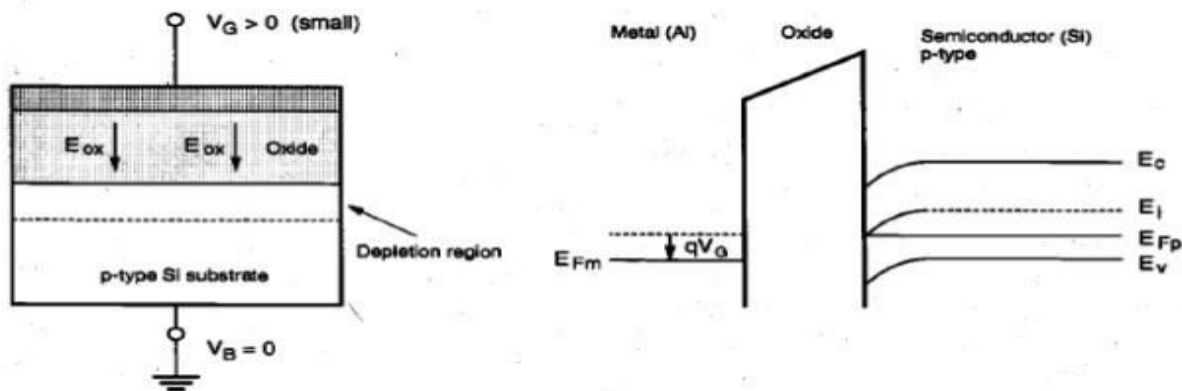 V_G > 0 (small)
E_ox
E_ox
Oxide
Depletion region
p-type Si substrate
V_B = 0
Metal (Al)
Oxide
Semiconductor (Si)
p-type
E_c
E_i
E_Fp
E_v
qV_G
E_Fm